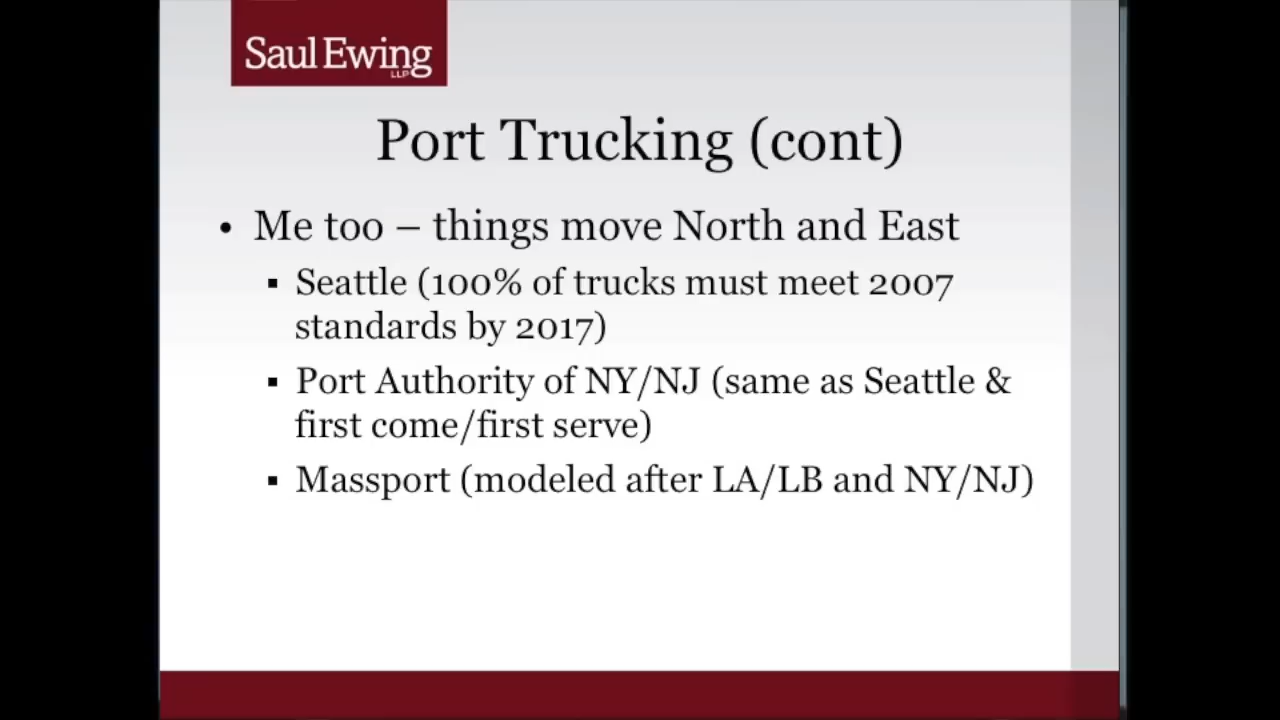 Saul Ewing
LLP
Port Trucking (cont)
• Me too – things move North and East
▪ Seattle (100% of trucks must meet 2007
standards by 2017)
▪ Port Authority of NY/NJ (same as Seattle &
first come/first serve)
▪ Massport (modeled after LA/LB and NY/NJ)